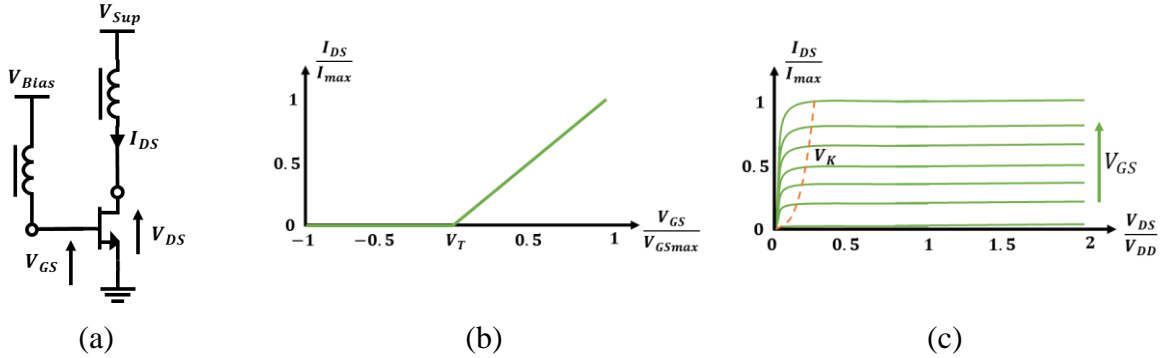 V_Sup
V_Bias
I_DS
V_DS
V_GS
(a)
I_DS/I_max
1
0.5
0
−1
−0.5
V_T
0.5
1
V_GS/V_GSmax
(b)
I_DS/I_max
1
0.5
0
V_K
V_GS
0
0.5
1
1.5
2
V_DS/V_DD
(c)